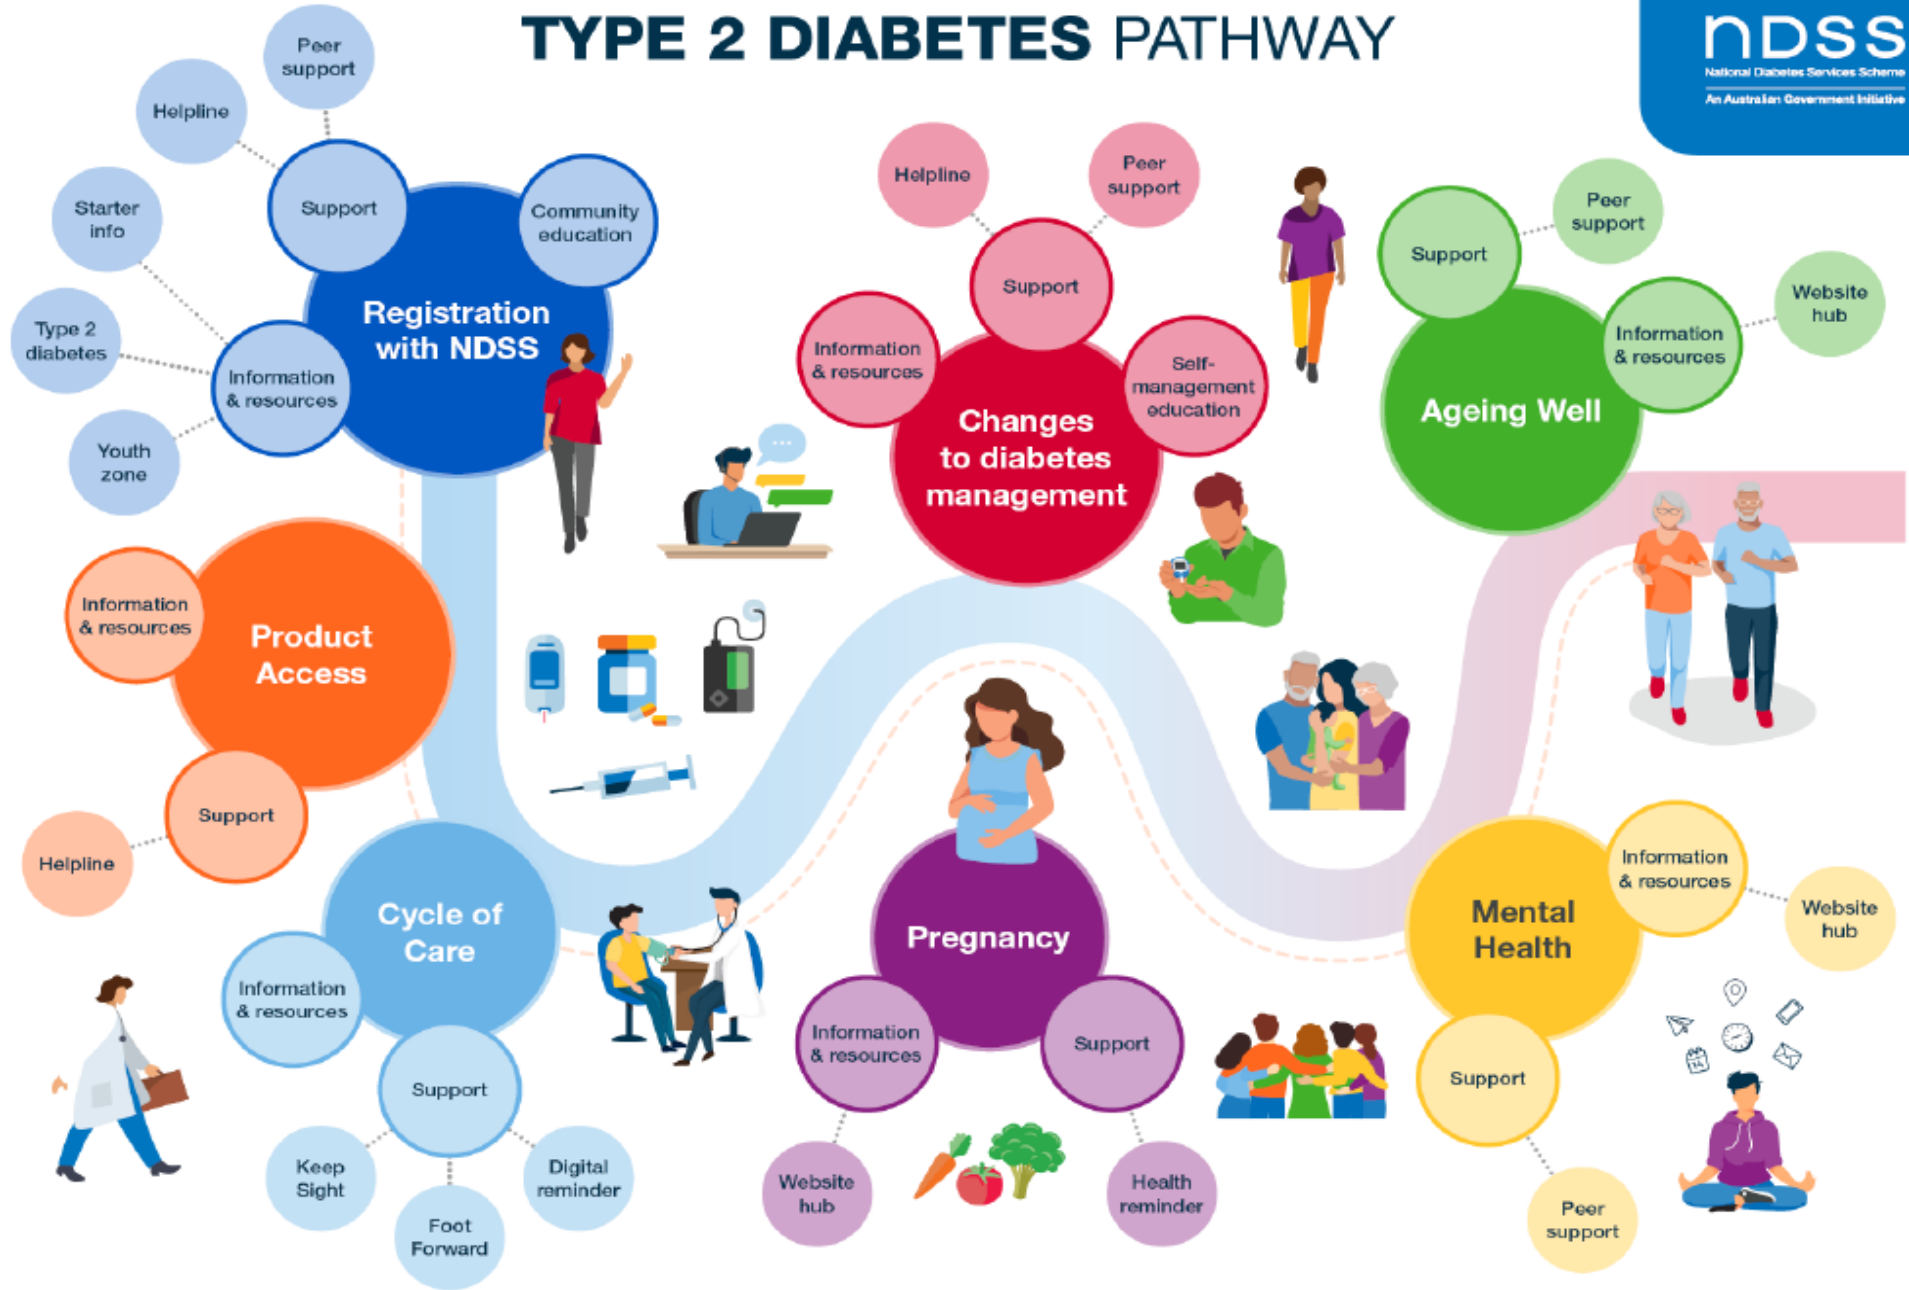 TYPE 2 DIABETES PATHWAY
nDSS
National Diabetes Services Scheme
An Australian Government Initiative
Peer
support
Helpline
Support
Community
education
Starter
info
Type 2
diabetes
Youth
zone
Information
& resources
Registration
with NDSS
Information
& resources
Product
Access
Support
Helpline
Cycle of
Care
Information
& resources
Support
Keep
Sight
Foot
Forward
Digital
reminder
Helpline
Peer
support
Support
Information
& resources
Self-
management
education
Changes
to diabetes
management
Pregnancy
Information
& resources
Support
Website
hub
Health
reminder
Support
Peer
support
Information
& resources
Website
hub
Ageing Well
Mental
Health
Information
& resources
Website
hub
Support
Peer
support
14